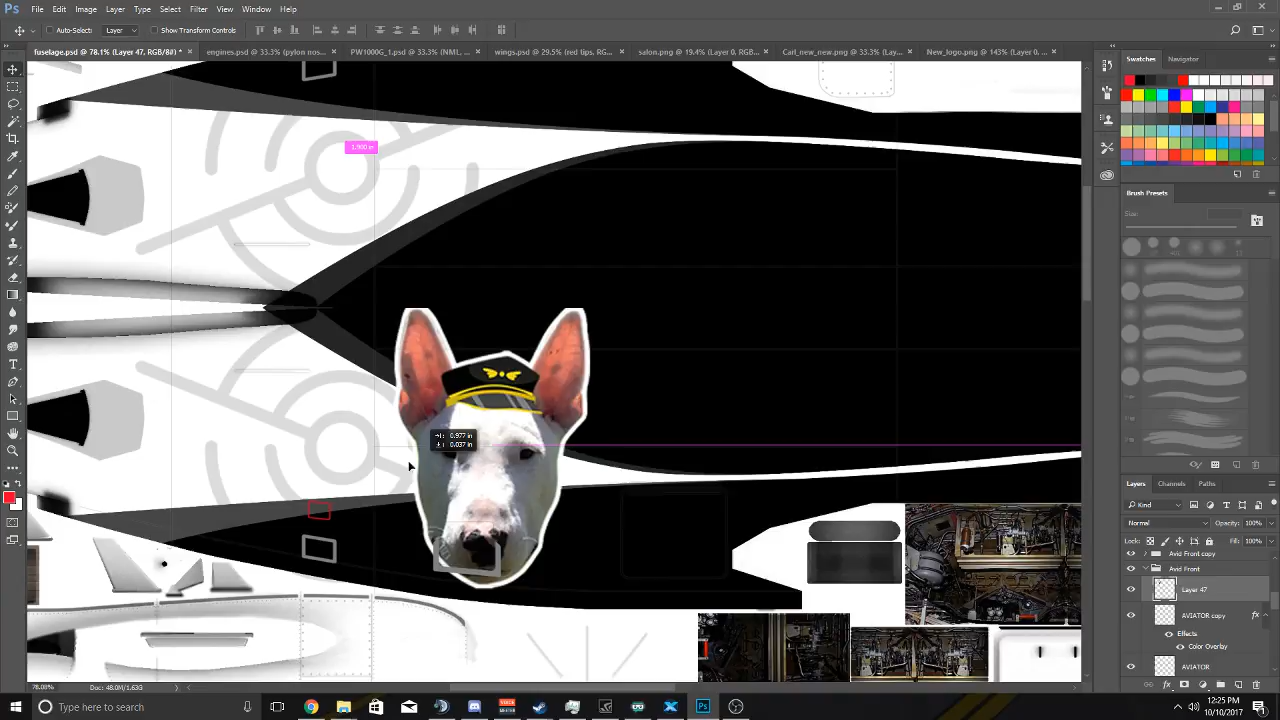 Ps File Edit Image Layer Type Select Filter View Window Help
Auto-Select: Layer Show Transform Controls
fuselage.psd @ 78.1% (Layer 47, RGB/8#) * × engines.psd @ 33.3% (pylon nos... × PW1000G_1.psd @ 33.3% (NML, ... × wings.psd @ 29.5% (red tips, RG... × salon.png @ 19.4% (Layer 0, RGB... × Carl_new_new.png @ 33.3% (Lay... × New_logo.png @ 143% (Layer 0, ... ×
Swatches Navigator
Brush Presets
Size:
Layers Channels Paths
Kind
Normal Opacity: 100%
Lock: Fill: 100%
Avid Front copy
Avid Front
Layer 47
AVIATOR copy fx
Effects
Color Overlay
AVIATOR
78.08% Doc: 48.0M/1.63G
Type here to search
12:25 PM
10/10/2017